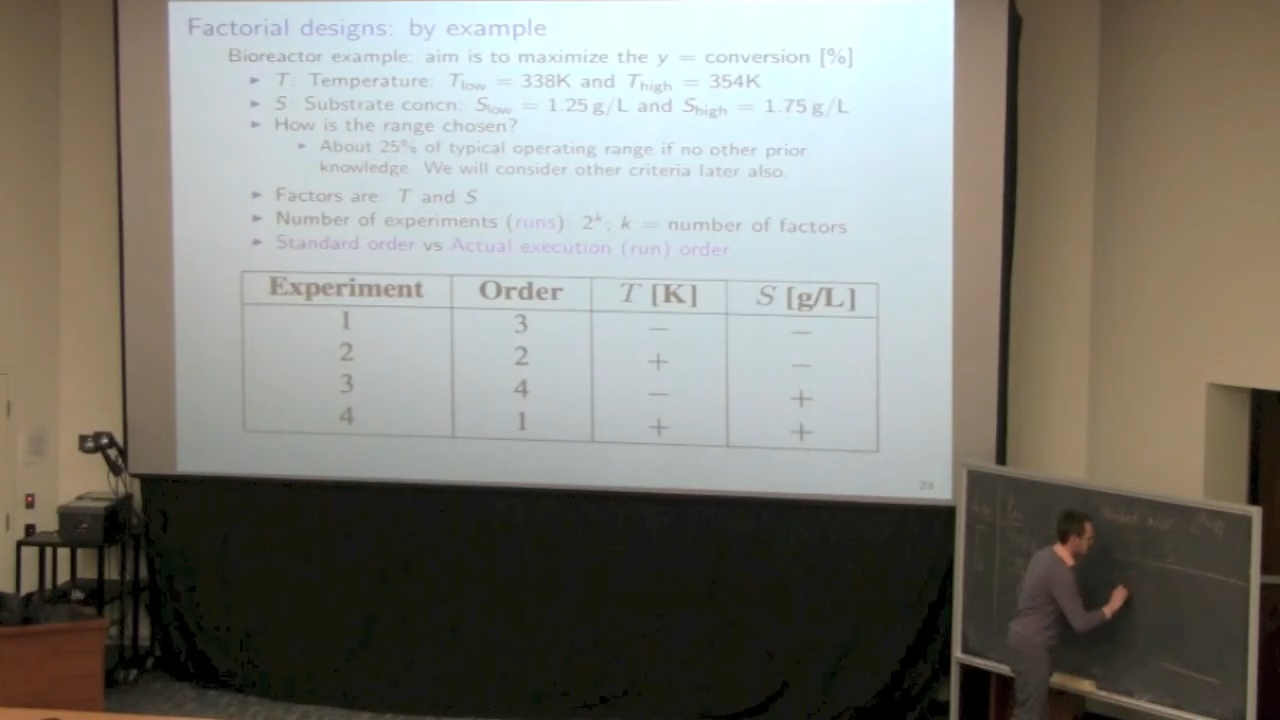 Factorial designs: by example
Bioreactor example: aim is to maximize the y = conversion [%]
► T: Temperature: T_low = 338K and T_high = 354K
► S: Substrate concn: S_low = 1.25 g/L and S_high = 1.75 g/L
► How is the range chosen?
► About 25% of typical operating range if no other prior
knowledge. We will consider other criteria later also.
► Factors are: T and S
► Number of experiments (runs): 2^k; k = number of factors
► Standard order vs Actual execution (run) order
Experiment Order T [K] S [g/L]
1 3 − −
2 2 + −
3 4 − +
4 1 + +